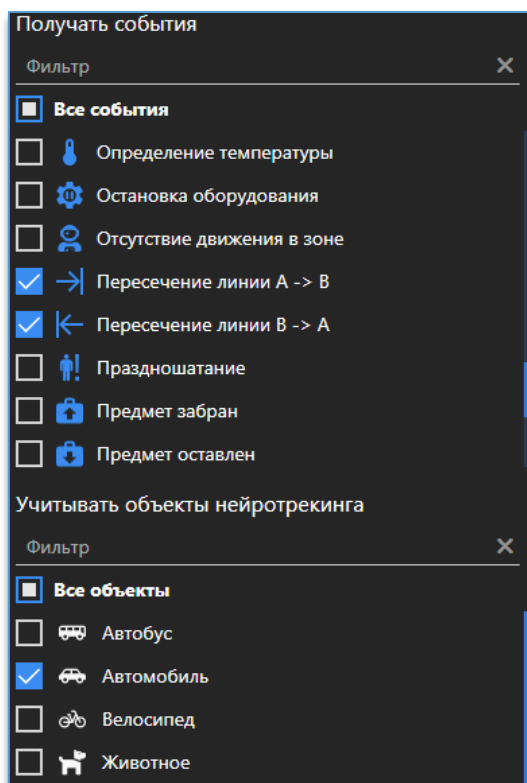 Получать события
Фильтр
Все события
Определение температуры
Остановка оборудования
Отсутствие движения в зоне
Пересечение линии A -> B
Пересечение линии B -> A
Праздношатание
Предмет забран
Предмет оставлен
Учитывать объекты нейротрекинга
Фильтр
Все объекты
Автобус
Автомобиль
Велосипед
Животное